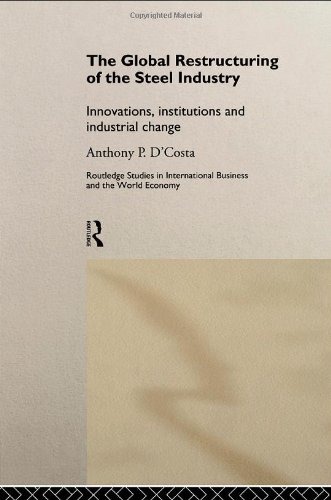 Copyrighted Material
The Global Restructuring
of the Steel Industry
Innovations, institutions and
industrial change
Anthony P. D'Costa
Routledge Studies in International Business
and the World Economy
ROUTLEDGE